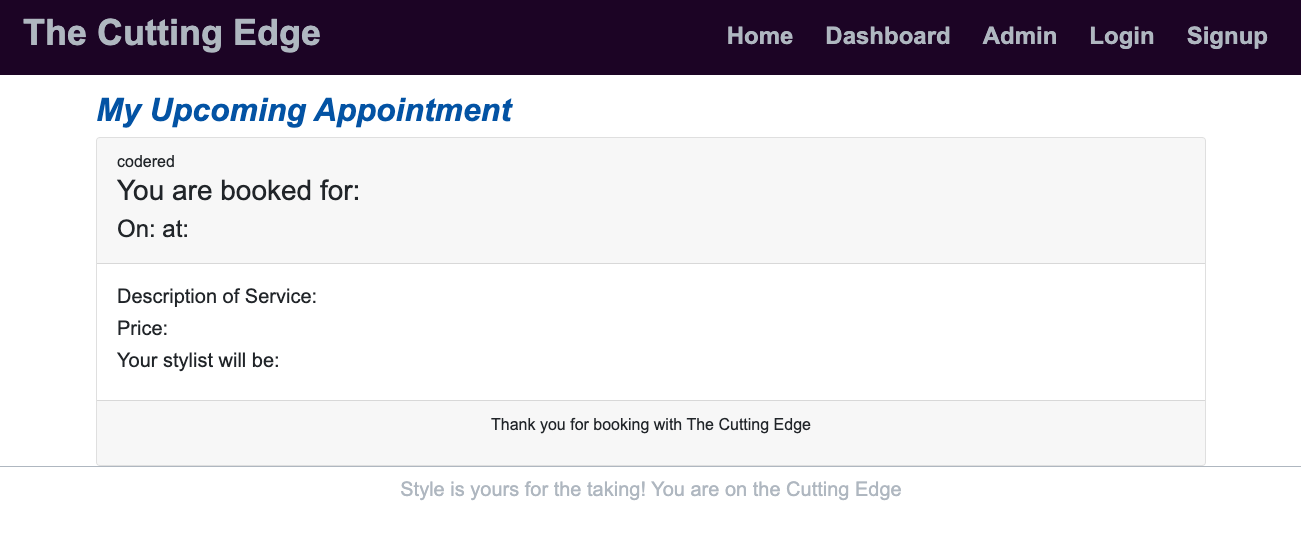 The Cutting Edge
Home Dashboard Admin Login Signup
My Upcoming Appointment
codered
You are booked for:
On: at:
Description of Service:
Price:
Your stylist will be:
Thank you for booking with The Cutting Edge
Style is yours for the taking! You are on the Cutting Edge